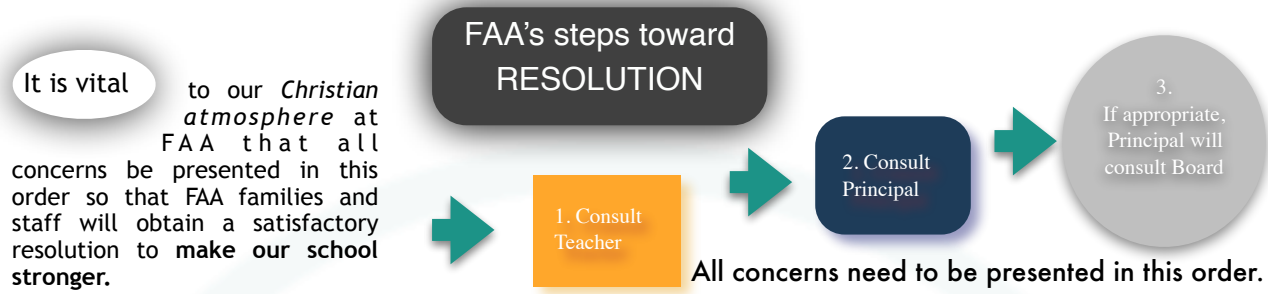 It is vital
to our Christian
atmosphere at
FAA that all
concerns be presented in this
order so that FAA families and
staff will obtain a satisfactory
resolution to make our school
stronger.
FAA's steps toward
RESOLUTION
1. Consult
Teacher
2. Consult
Principal
3.
If appropriate,
Principal will
consult Board
All concerns need to be presented in this order.